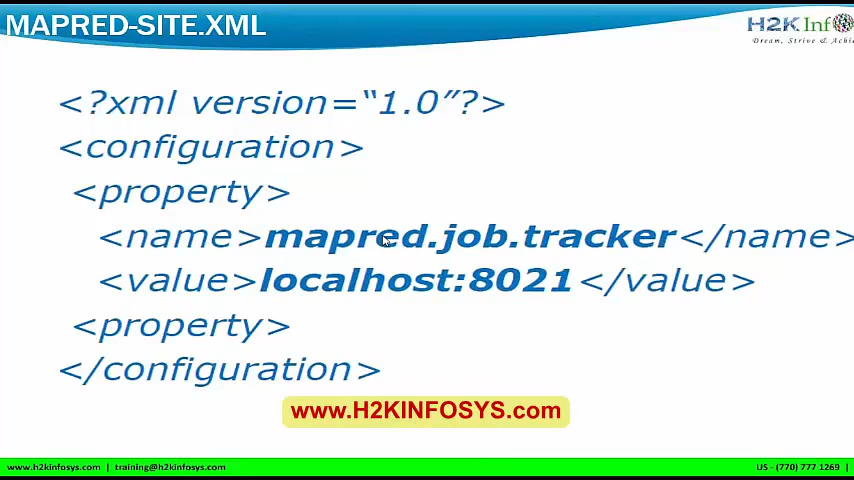 MAPRED-SITE.XML
H2K Inf
Dream, Strive & Achi
<?xml version=“1.0”?>
<configuration>
<property>
<name>mapred.job.tracker</name>
<value>localhost:8021</value>
<property>
</configuration>
www.H2KINFOSYS.com
www.h2kinfosys.com | training@h2kinfosys.com
US - (770) 777 1269 |